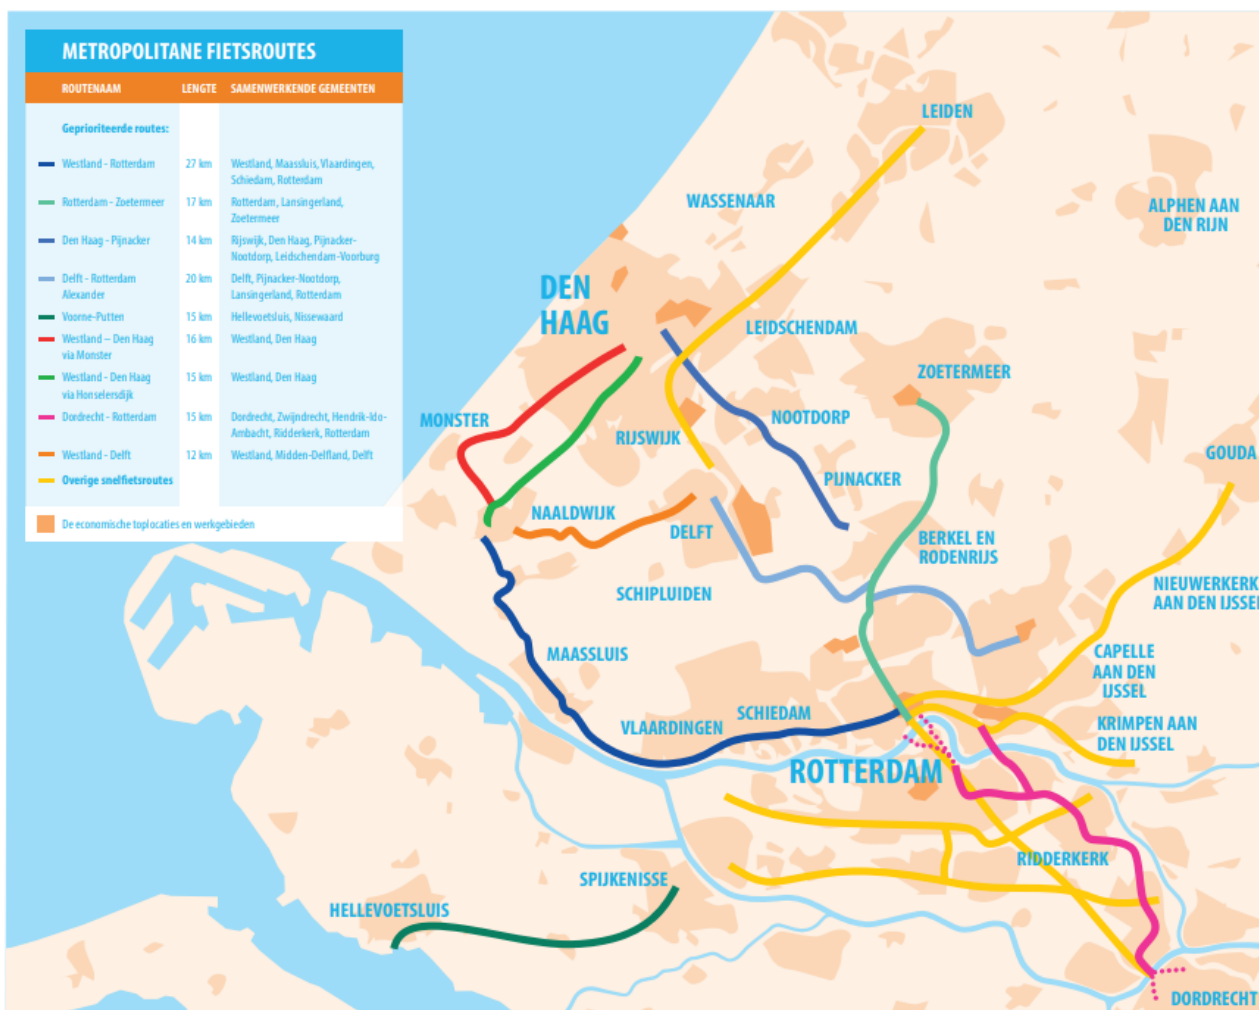 METROPOLITANE FIETSROUTES
ROUTENAAM LENGTE SAMENWERKENDE GEMEENTEN
Geprioriteerde routes:
Westland - Rotterdam 27 km Westland, Maassluis, Vlaardingen,
Schiedam, Rotterdam
Rotterdam - Zoetermeer 17 km Rotterdam, Lansingerland,
Zoetermeer
Den Haag - Pijnacker 14 km Rijswijk, Den Haag, Pijnacker-
Nootdorp, Leidschendam-Voorburg
Delft - Rotterdam 20 km Delft, Pijnacker-Nootdorp,
Alexander Lansingerland, Rotterdam
Voorne-Putten 15 km Hellevoetsluis, Nissewaard
Westland – Den Haag 16 km Westland, Den Haag
via Monster
Westland - Den Haag 15 km Westland, Den Haag
via Honselersdijk
Dordrecht - Rotterdam 15 km Dordrecht, Zwijndrecht, Hendrik-Ido-
Ambacht, Ridderkerk, Rotterdam
Westland - Delft 12 km Westland, Midden-Delfland, Delft
Overige snelfietsroutes
De economische toplocaties en werkgebieden
LEIDEN
WASSENAAR
ALPHEN AAN
DEN RIJN
DEN
HAAG
LEIDSCHENDAM
ZOETERMEER
MONSTER
NOOTDORP
RIJSWIJK
GOUDA
PIJNACKER
NAALDWIJK
DELFT
BERKEL EN
RODENRIJS
SCHIPLUIDEN
NIEUWERKERK
AAN DEN IJSSEL
MAASSLUIS
CAPELLE
AAN DEN
IJSSEL
SCHIEDAM
VLAARDINGEN
KRIMPEN AAN
DEN IJSSEL
ROTTERDAM
RIDDERKERK
SPIJKENISSE
HELLEVOETSLUIS
DORDRECHT